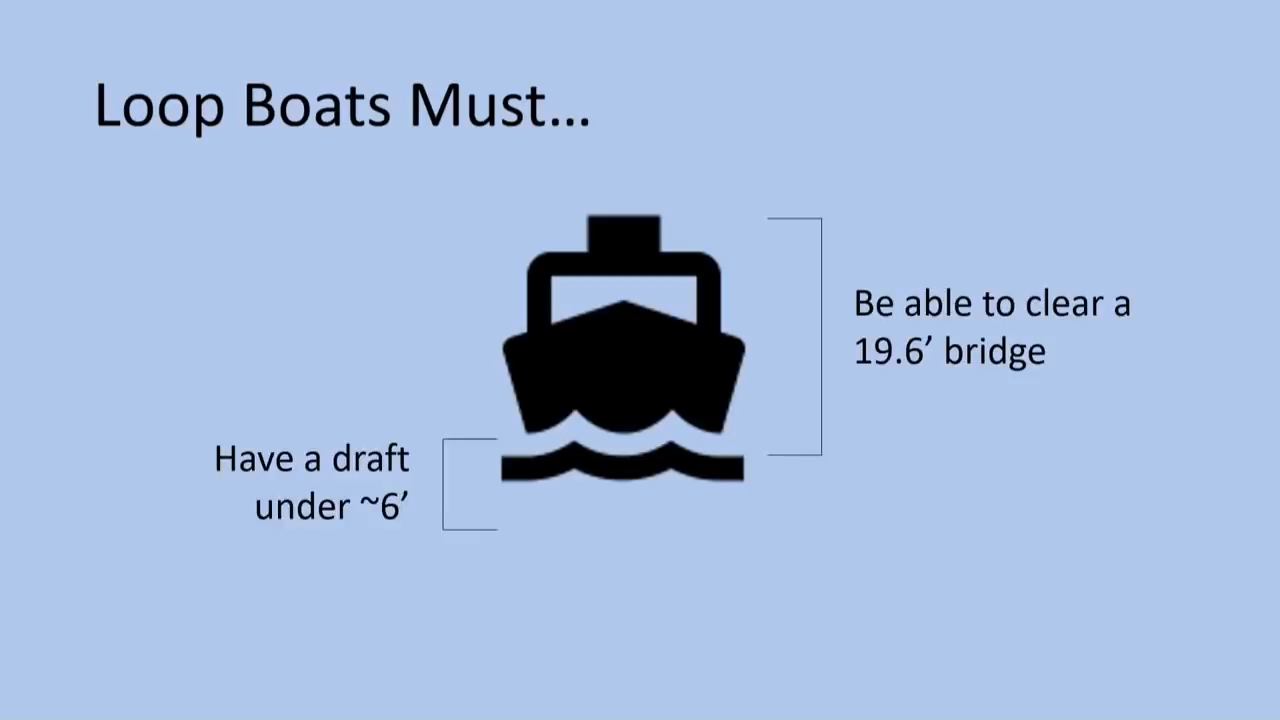 Loop Boats Must…
Be able to clear a
19.6’ bridge
Have a draft
under ~6’